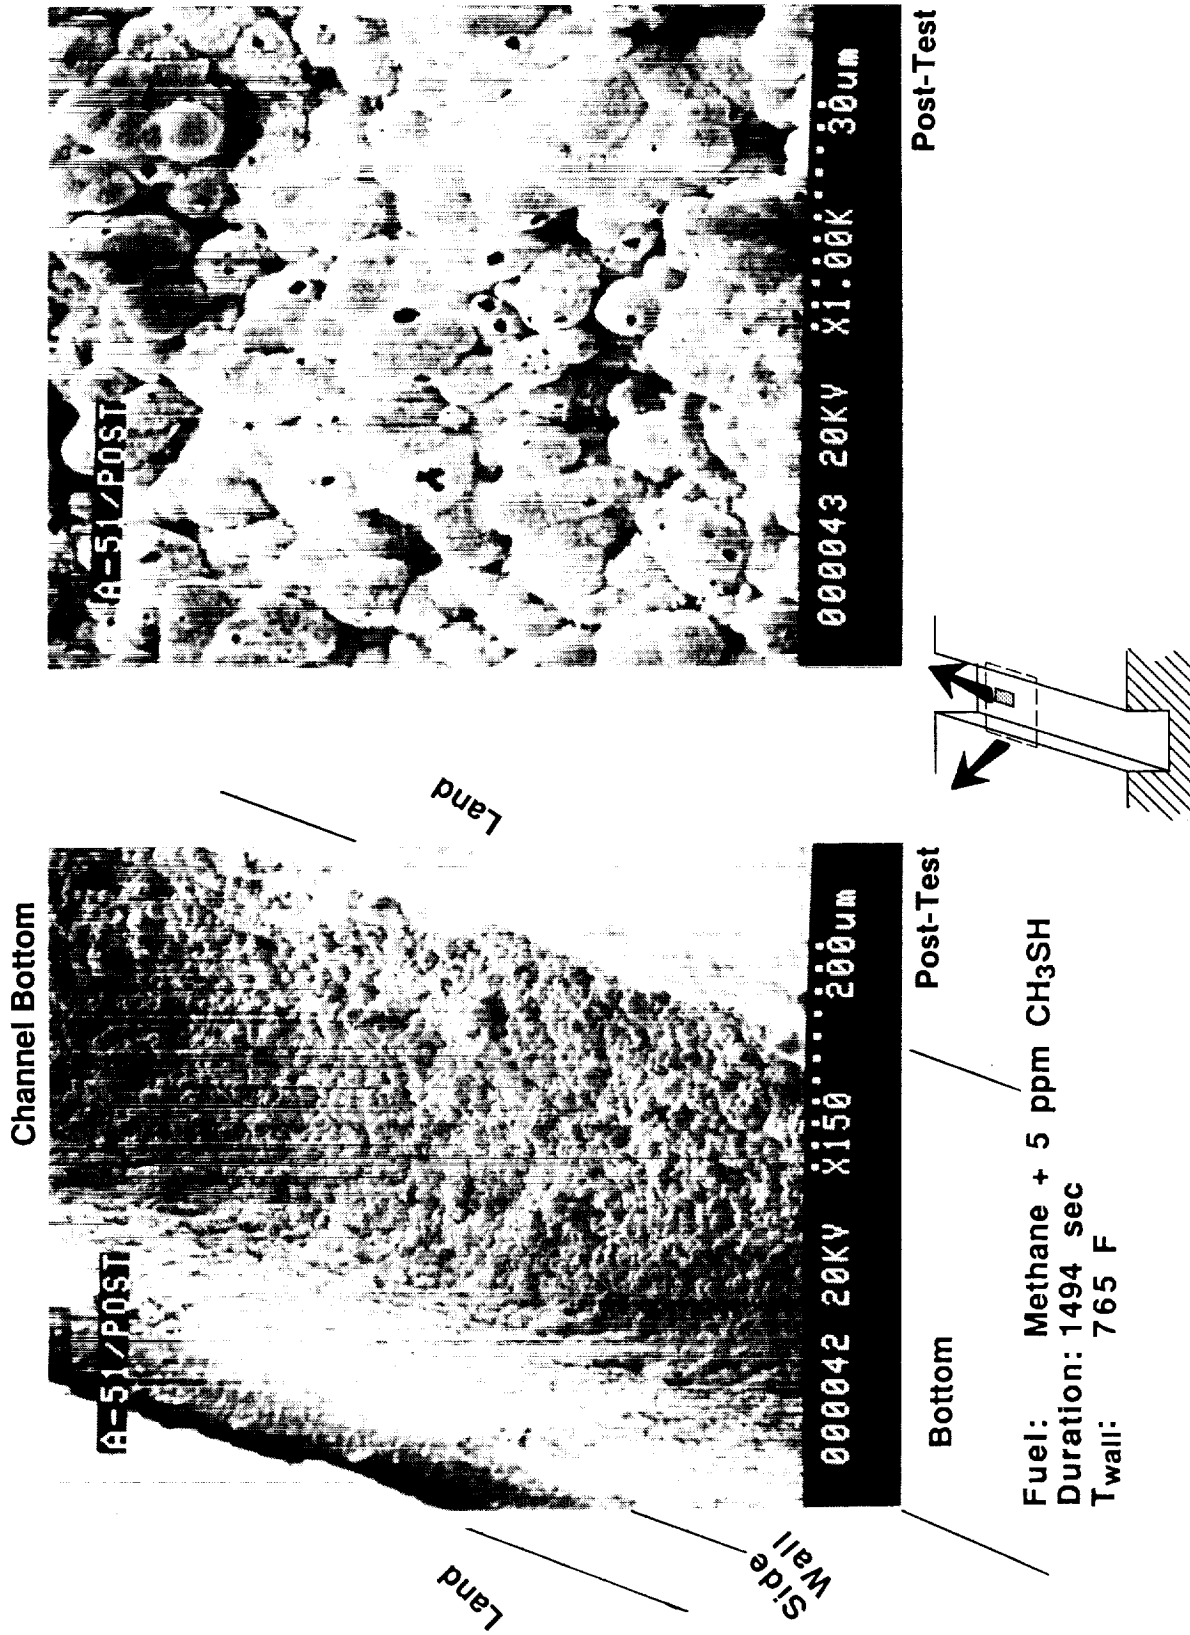 Channel Bottom
A-51/POST
000042 20KV X150 200um
Land
Side
Wall
Land
Bottom
Post-Test
A-51/POST
000043 20KV X1.00K 30um
Post-Test
Fuel: Methane + 5 ppm CH₃SH
Duration: 1494 sec
Twall: 765 F